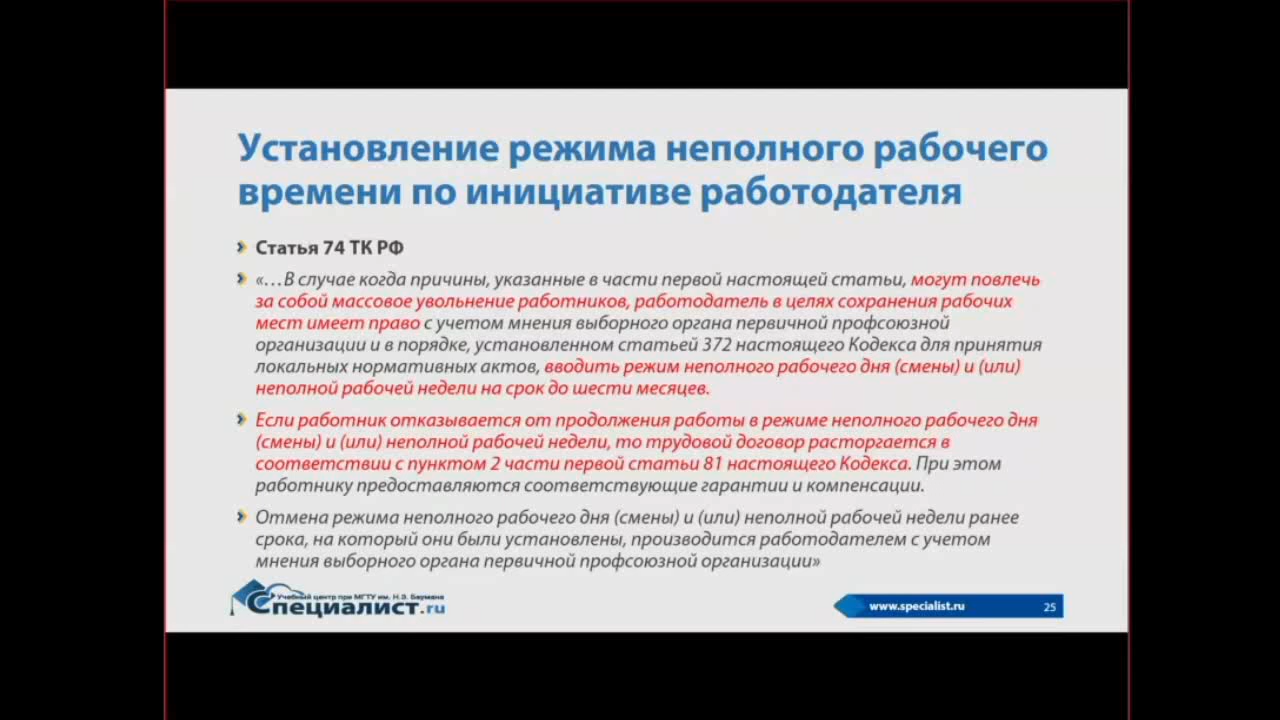 Установление режима неполного рабочего
времени по инициативе работодателя
Статья 74 ТК РФ
«…В случае когда причины, указанные в части первой настоящей статьи, могут повлечь
за собой массовое увольнение работников, работодатель в целях сохранения рабочих
мест имеет право с учетом мнения выборного органа первичной профсоюзной
организации и в порядке, установленном статьей 372 настоящего Кодекса для принятия
локальных нормативных актов, вводить режим неполного рабочего дня (смены) и (или)
неполной рабочей недели на срок до шести месяцев.
Если работник отказывается от продолжения работы в режиме неполного рабочего дня
(смены) и (или) неполной рабочей недели, то трудовой договор расторгается в
соответствии с пунктом 2 части первой статьи 81 настоящего Кодекса. При этом
работнику предоставляются соответствующие гарантии и компенсации.
Отмена режима неполного рабочего дня (смены) и (или) неполной рабочей недели ранее
срока, на который они были установлены, производится работодателем с учетом
мнения выборного органа первичной профсоюзной организации»
Учебный центр при МГТУ им. Н.Э. Баумана
Специалист.ru
www.specialist.ru
25